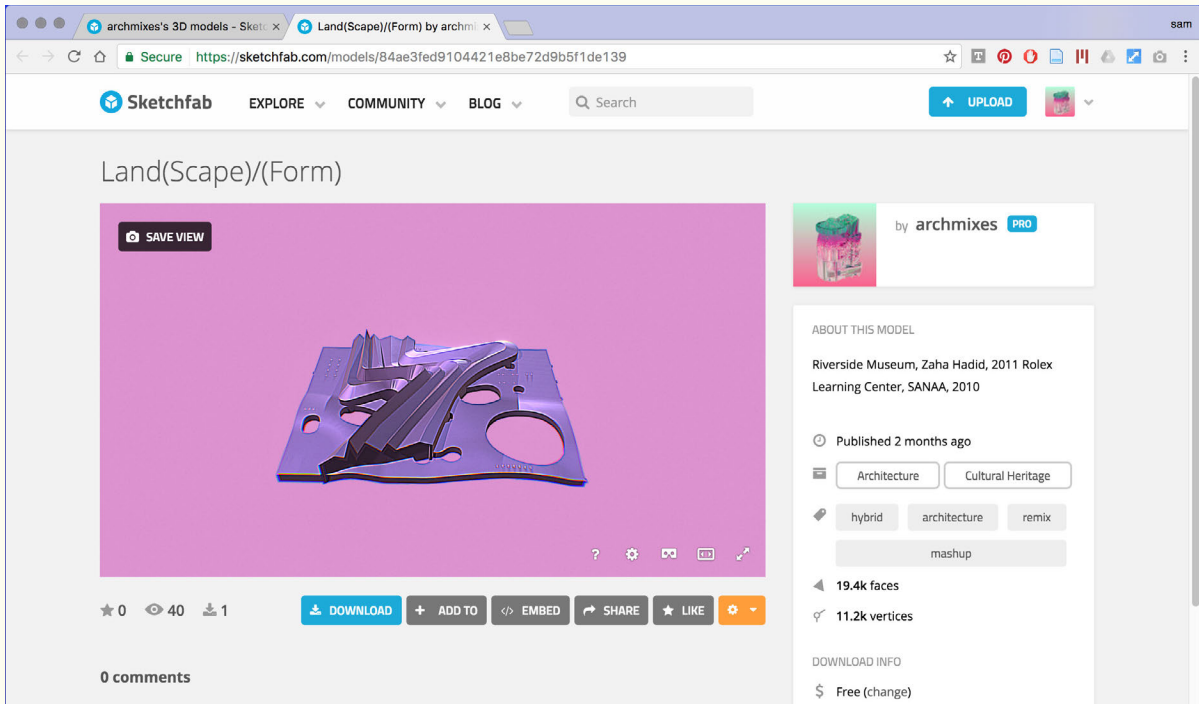 archmixes's 3D models - Sketc
Land(Scape)/(Form) by archmi
sam
Secure https://sketchfab.com/models/84ae3fed9104421e8be72d9b5f1de139
Sketchfab EXPLORE COMMUNITY BLOG Search UPLOAD
Land(Scape)/(Form)
SAVE VIEW
by archmixes PRO
ABOUT THIS MODEL
Riverside Museum, Zaha Hadid, 2011 Rolex
Learning Center, SANAA, 2010
Published 2 months ago
Architecture Cultural Heritage
hybrid architecture remix
mashup
19.4k faces
11.2k vertices
?
0 40 1 DOWNLOAD + ADD TO </> EMBED SHARE LIKE
DOWNLOAD INFO
0 comments
$ Free (change)